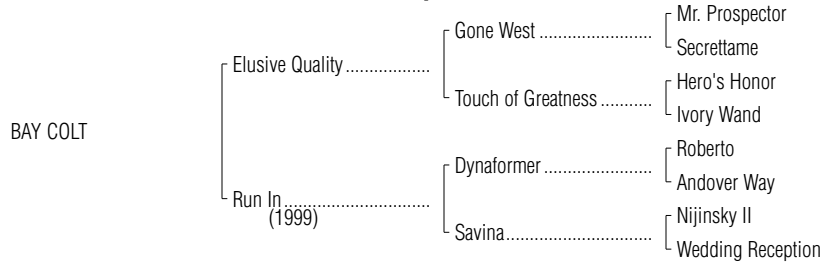 Mr. Prospector
Gone West ........................
Secrettame
Elusive Quality ..................
Hero's Honor
Touch of Greatness ...........
Ivory Wand
BAY COLT
Roberto
Dynaformer .......................
Andover Way
Run In...............................
(1999)
Nijinsky II
Savina...............................
Wedding Reception